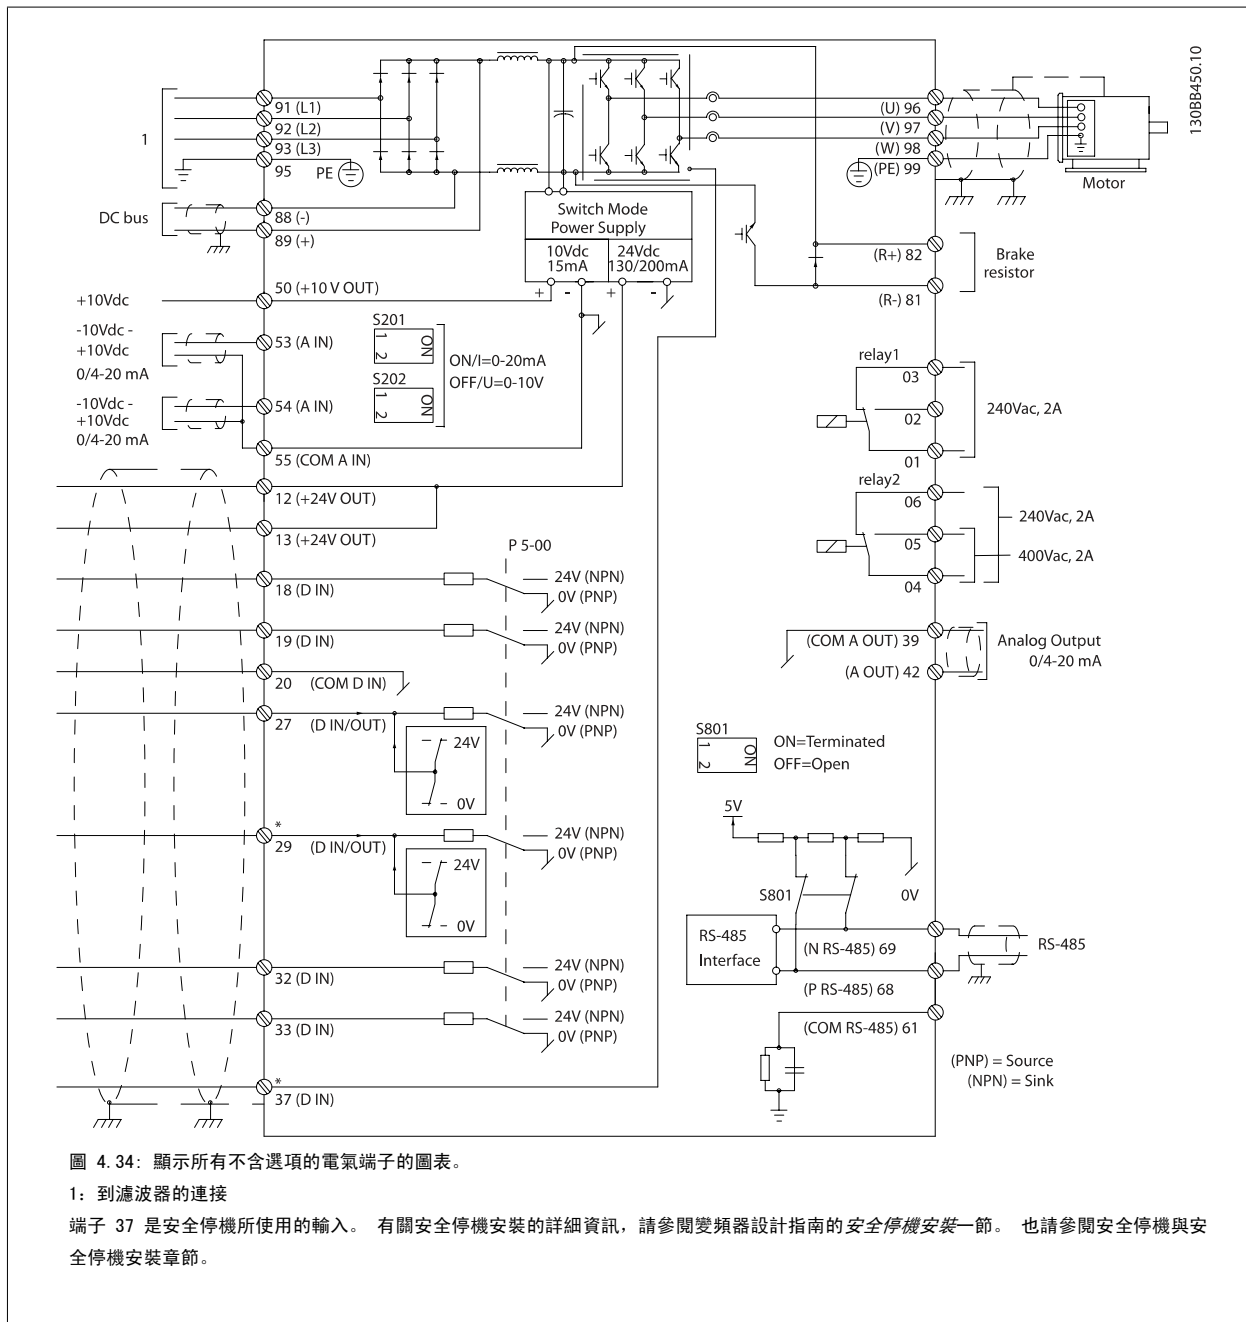 130BB450.10
1
91 (L1)
92 (L2)
93 (L3)
95
PE
DC bus
88 (-)
89 (+)
Switch Mode
Power Supply
10Vdc
15mA
24Vdc
130/200mA
+
-
+
-
(U) 96
(V) 97
(W) 98
(PE) 99
Motor
(R+) 82
(R-) 81
Brake
resistor
+10Vdc
50 (+10 V OUT)
-10Vdc -
+10Vdc
0/4-20 mA
53 (A IN)
-10Vdc -
+10Vdc
0/4-20 mA
54 (A IN)
55 (COM A IN)
S201
1
2
ON
S202
1
2
ON
ON/I=0-20mA
OFF/U=0-10V
relay1
03
02
01
240Vac, 2A
relay2
06
05
04
240Vac, 2A
400Vac, 2A
12 (+24V OUT)
13 (+24V OUT)
P 5-00
18 (D IN)
24V (NPN)
0V (PNP)
19 (D IN)
24V (NPN)
0V (PNP)
20 (COM D IN)
27 (D IN/OUT)
24V (NPN)
0V (PNP)
24V
0V
*
29 (D IN/OUT)
24V (NPN)
0V (PNP)
24V
0V
32 (D IN)
24V (NPN)
0V (PNP)
33 (D IN)
24V (NPN)
0V (PNP)
*
37 (D IN)
(COM A OUT) 39
(A OUT) 42
Analog Output
0/4-20 mA
S801
1
2
ON
ON=Terminated
OFF=Open
5V
S801
0V
RS-485
Interface
(N RS-485) 69
(P RS-485) 68
(COM RS-485) 61
RS-485
(PNP) = Source
(NPN) = Sink
圖 4.34: 顯示所有不含選項的電氣端子的圖表。
1: 到濾波器的連接
端子 37 是安全停機所使用的輸入。 有關安全停機安裝的詳細資訊，請參閱變頻器設計指南的安全停機安裝一節。 也請參閱安全停機與安
全停機安裝章節。